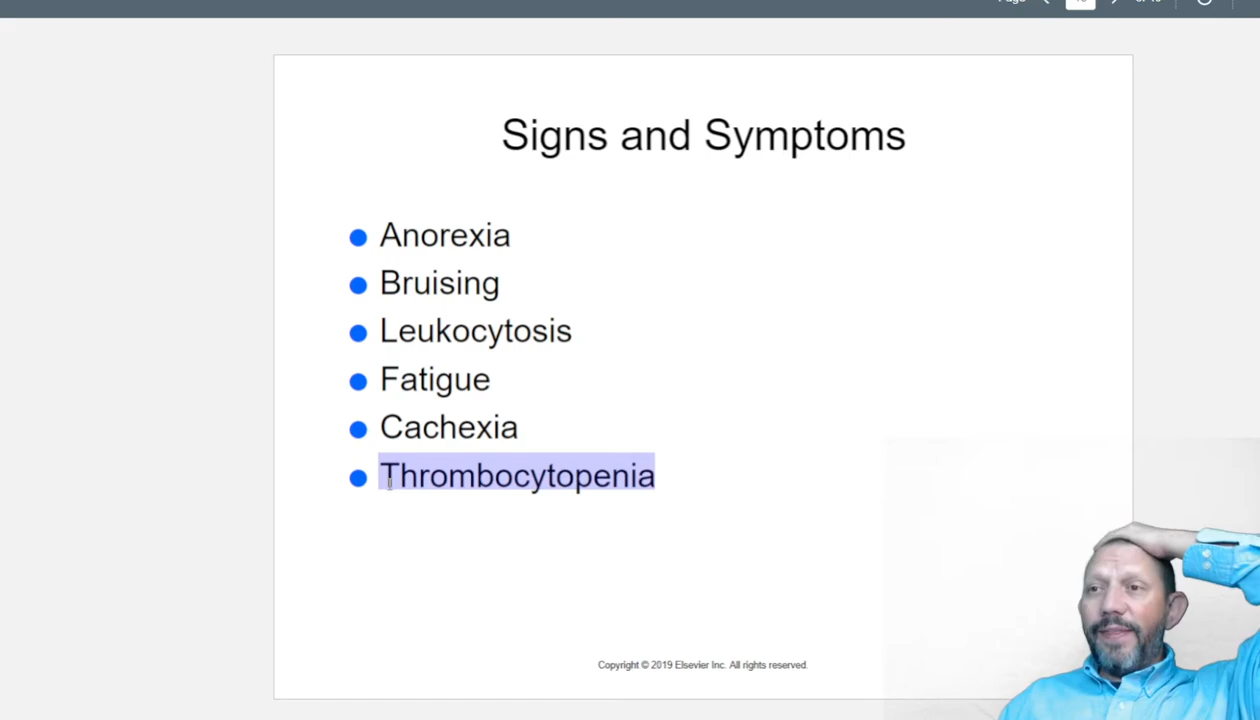 Signs and Symptoms
Anorexia
Bruising
Leukocytosis
Fatigue
Cachexia
Thrombocytopenia
Copyright © 2019 Elsevier Inc. All rights reserved.